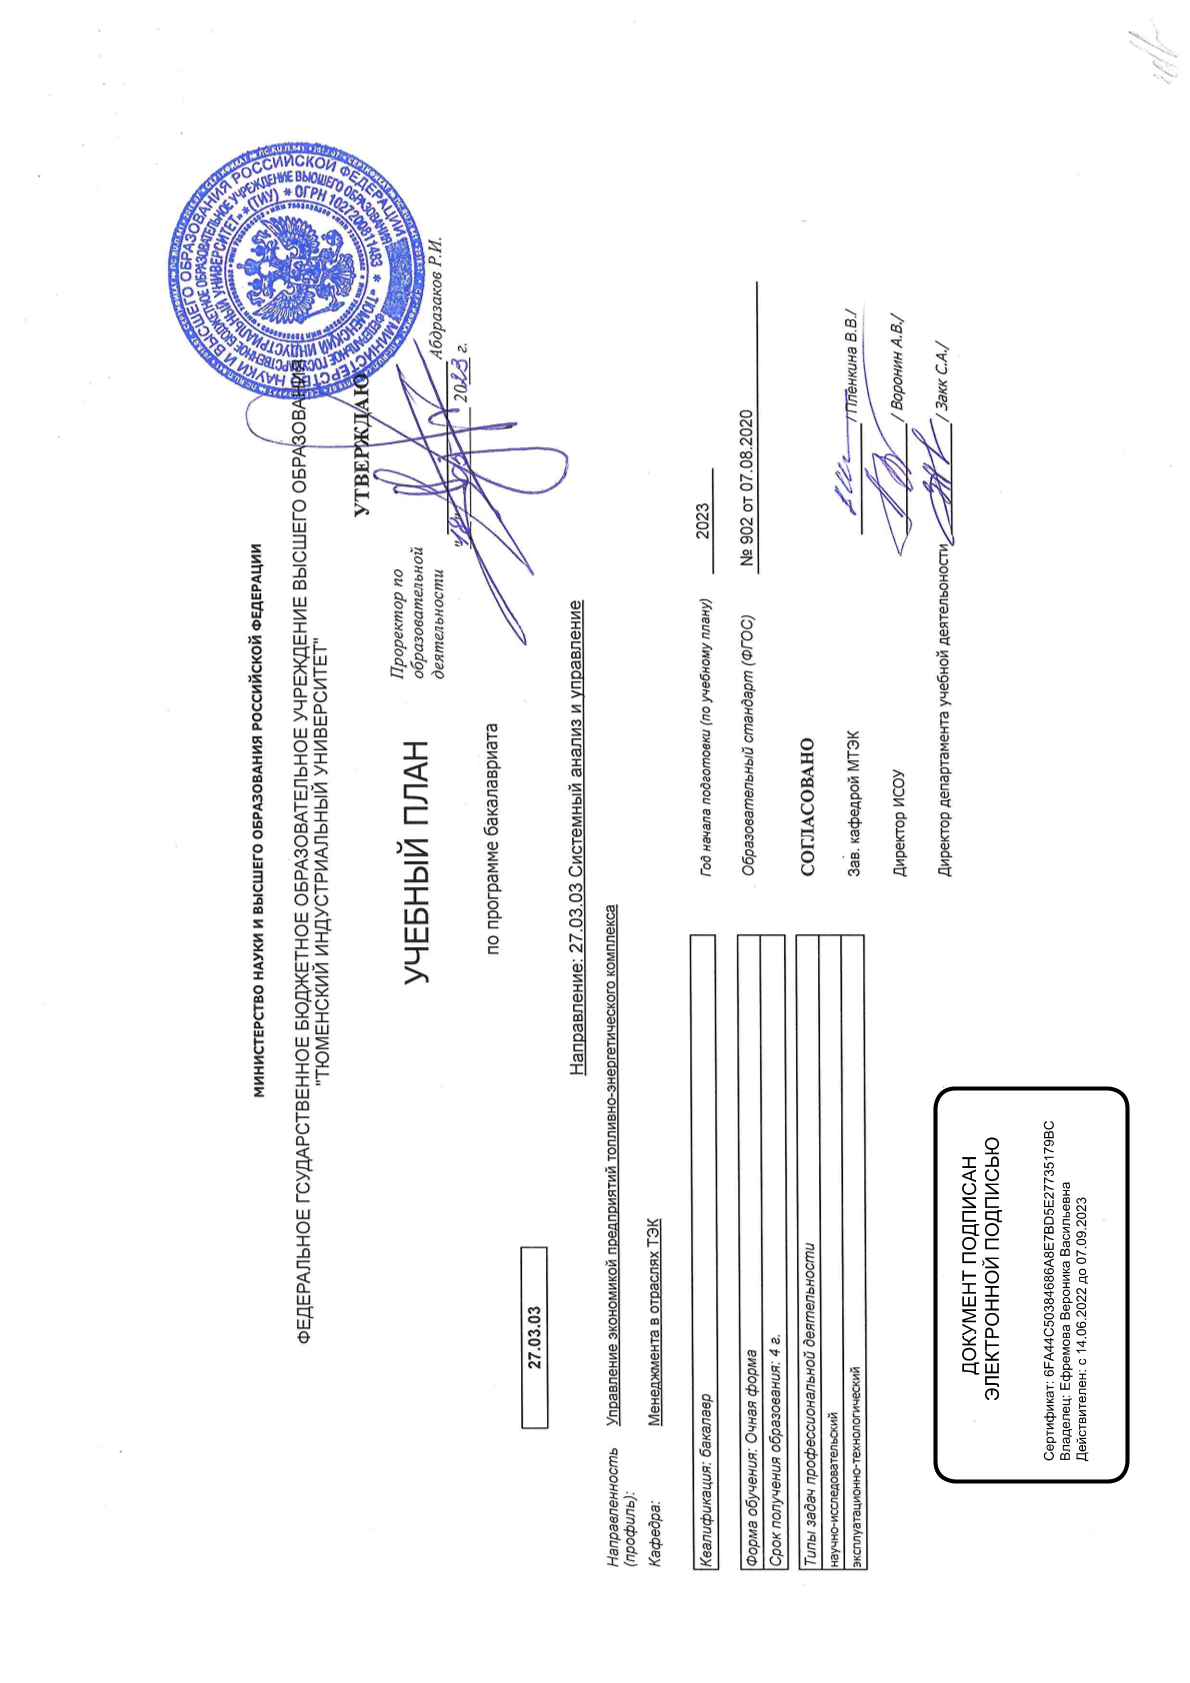 МИНИСТЕРСТВО НАУКИ И ВЫСШЕГО ОБРАЗОВАНИЯ РОССИЙСКОЙ ФЕДЕРАЦИИ
ФЕДЕРАЛЬНОЕ ГСУДАРСТВЕННОЕ БЮДЖЕТНОЕ ОБРАЗОВАТЕЛЬНОЕ УЧРЕЖДЕНИЕ ВЫСШЕГО ОБРАЗОВАНИЯ
"ТЮМЕНСКИЙ ИНДУСТРИАЛЬНЫЙ УНИВЕРСИТЕТ"
УТВЕРЖДАЮ
УЧЕБНЫЙ ПЛАН
Проректор по
образовательной
деятельности
Абдразаков Р.И.
2023 г.
по программе бакалавриата
27.03.03
Направление: 27.03.03 Системный анализ и управление
Направленность
(профиль):
Управление экономикой предприятий топливно-энергетического комплекса
Кафедра:
Менеджмента в отраслях ТЭК
Квалификация: бакалавр
Форма обучения: Очная форма
Срок получения образования: 4 г.
Типы задач профессиональной деятельности
научно-исследовательский
эксплуатационно-технологический
Год начала подготовки (по учебному плану)
2023
Образовательный стандарт (ФГОС)
№ 902 от 07.08.2020
СОГЛАСОВАНО
Зав. кафедрой МТЭК
/ Пленкина В.В./
Директор ИСОУ
/ Воронин А.В./
Директор департамента учебной деятельоности
/ Закк С.А./
ДОКУМЕНТ ПОДПИСАН
ЭЛЕКТРОННОЙ ПОДПИСЬЮ
Сертификат: 6FA44C50384686A8E7BD5E27735179BC
Владелец: Ефремова Вероника Васильевна
Действителен: с 14.06.2022 до 07.09.2023
МИНИСТЕРСТВО НАУКИ И ВЫСШЕГО ОБРАЗОВАНИЯ РОССИЙСКОЙ ФЕДЕРАЦИИ
ФЕДЕРАЛЬНОЕ ГОСУДАРСТВЕННОЕ БЮДЖЕТНОЕ ОБРАЗОВАТЕЛЬНОЕ УЧРЕЖДЕНИЕ ВЫСШЕГО ОБРАЗОВАНИЯ
«ТЮМЕНСКИЙ ИНДУСТРИАЛЬНЫЙ УНИВЕРСИТЕТ» * (ТИУ) * ОГРН 1027200811483 *